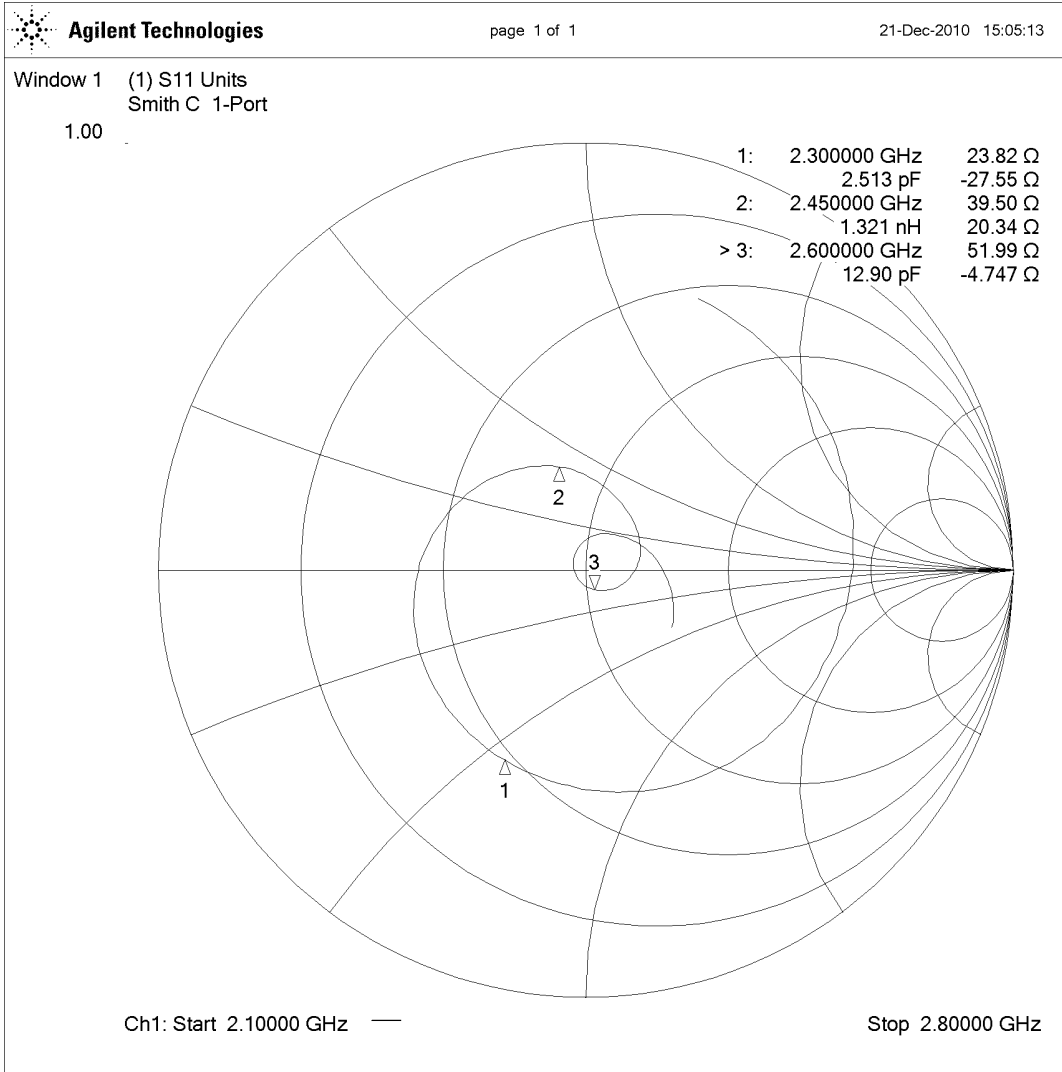 Agilent Technologies page 1 of 1 21-Dec-2010 15:05:13
Window 1 (1) S11 Units
Smith C 1-Port
1.00
1: 2.300000 GHz 23.82 Ω
2.513 pF -27.55 Ω
2: 2.450000 GHz 39.50 Ω
1.321 nH 20.34 Ω
> 3: 2.600000 GHz 51.99 Ω
12.90 pF -4.747 Ω
2
3
1
Ch1: Start 2.10000 GHz Stop 2.80000 GHz